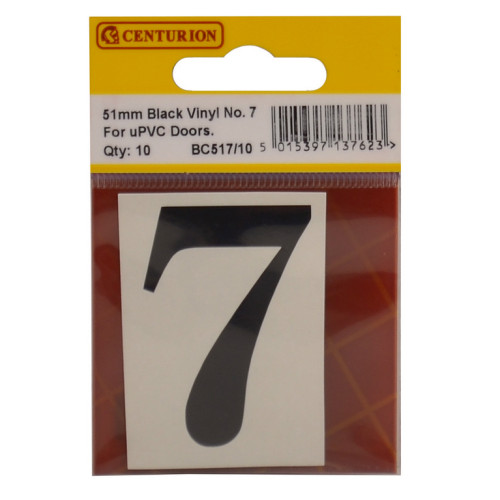 CENTURION
51mm Black Vinyl No. 7
For uPVC Doors.
Qty: 10 BC517/10
5 015397 137623 >
7